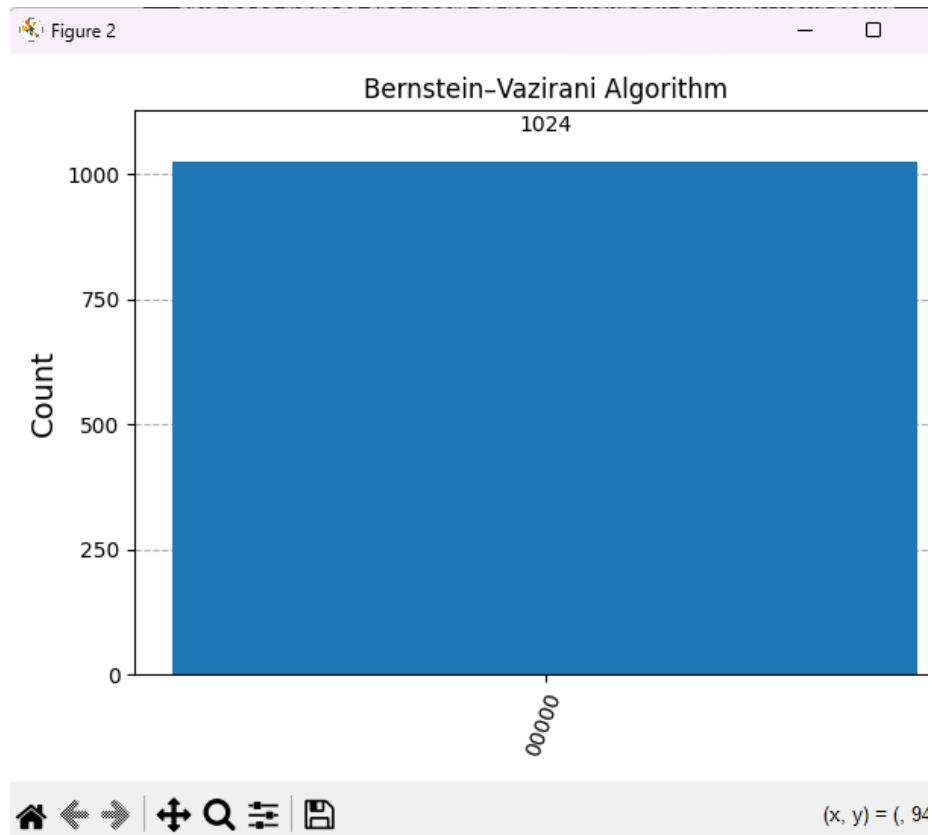 Figure 2
Bernstein–Vazirani Algorithm
1024
1000
750
500
250
0
Count
00000
(x, y) = (, 94